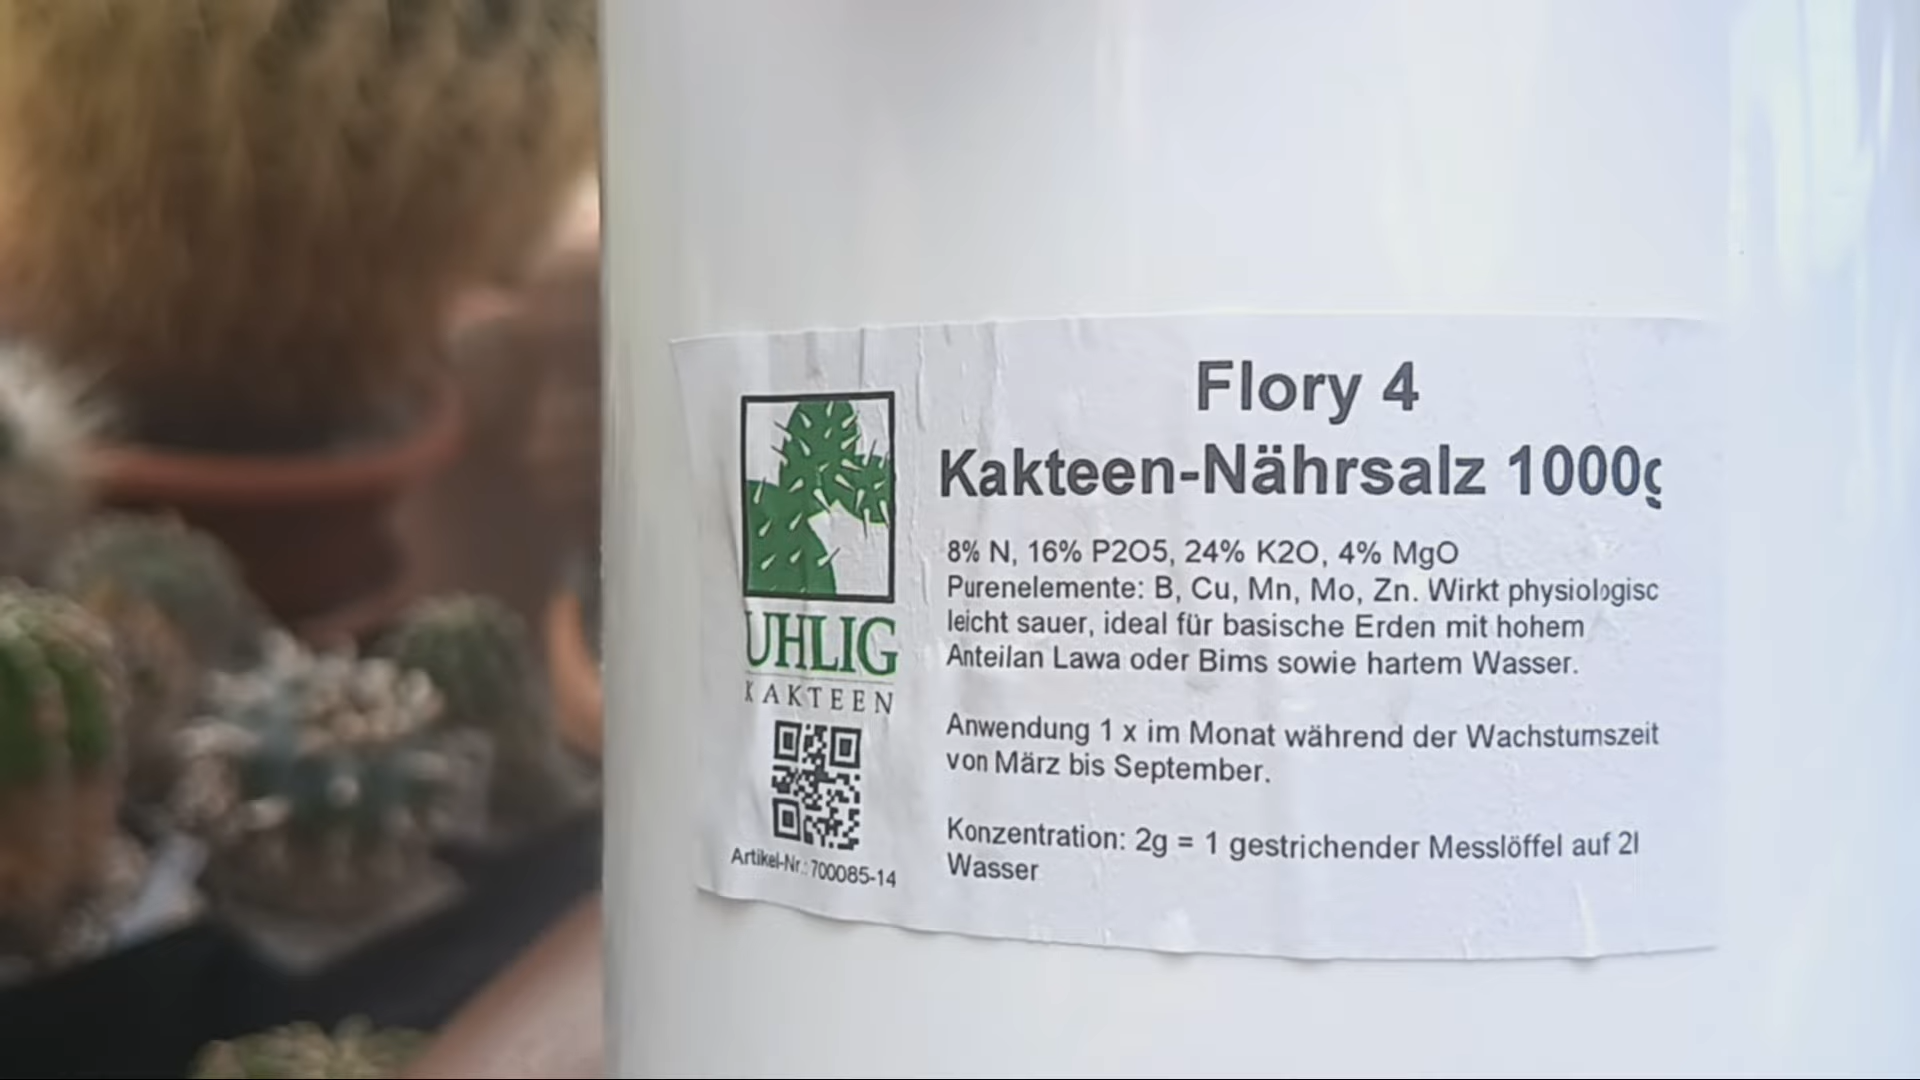 Flory 4
Kakteen-Nährsalz 1000g
8% N, 16% P2O5, 24% K2O, 4% MgO
Purenelemente: B, Cu, Mn, Mo, Zn. Wirkt physiologisc
leicht sauer, ideal für basische Erden mit hohem
Anteilan Lawa oder Bims sowie hartem Wasser.
Anwendung 1 x im Monat während der Wachstumszeit
von März bis September.
Konzentration: 2g = 1 gestrichender Messlöffel auf 2l
Wasser
UHLIG
KAKTEEN
Artikel-Nr.: 700085-14